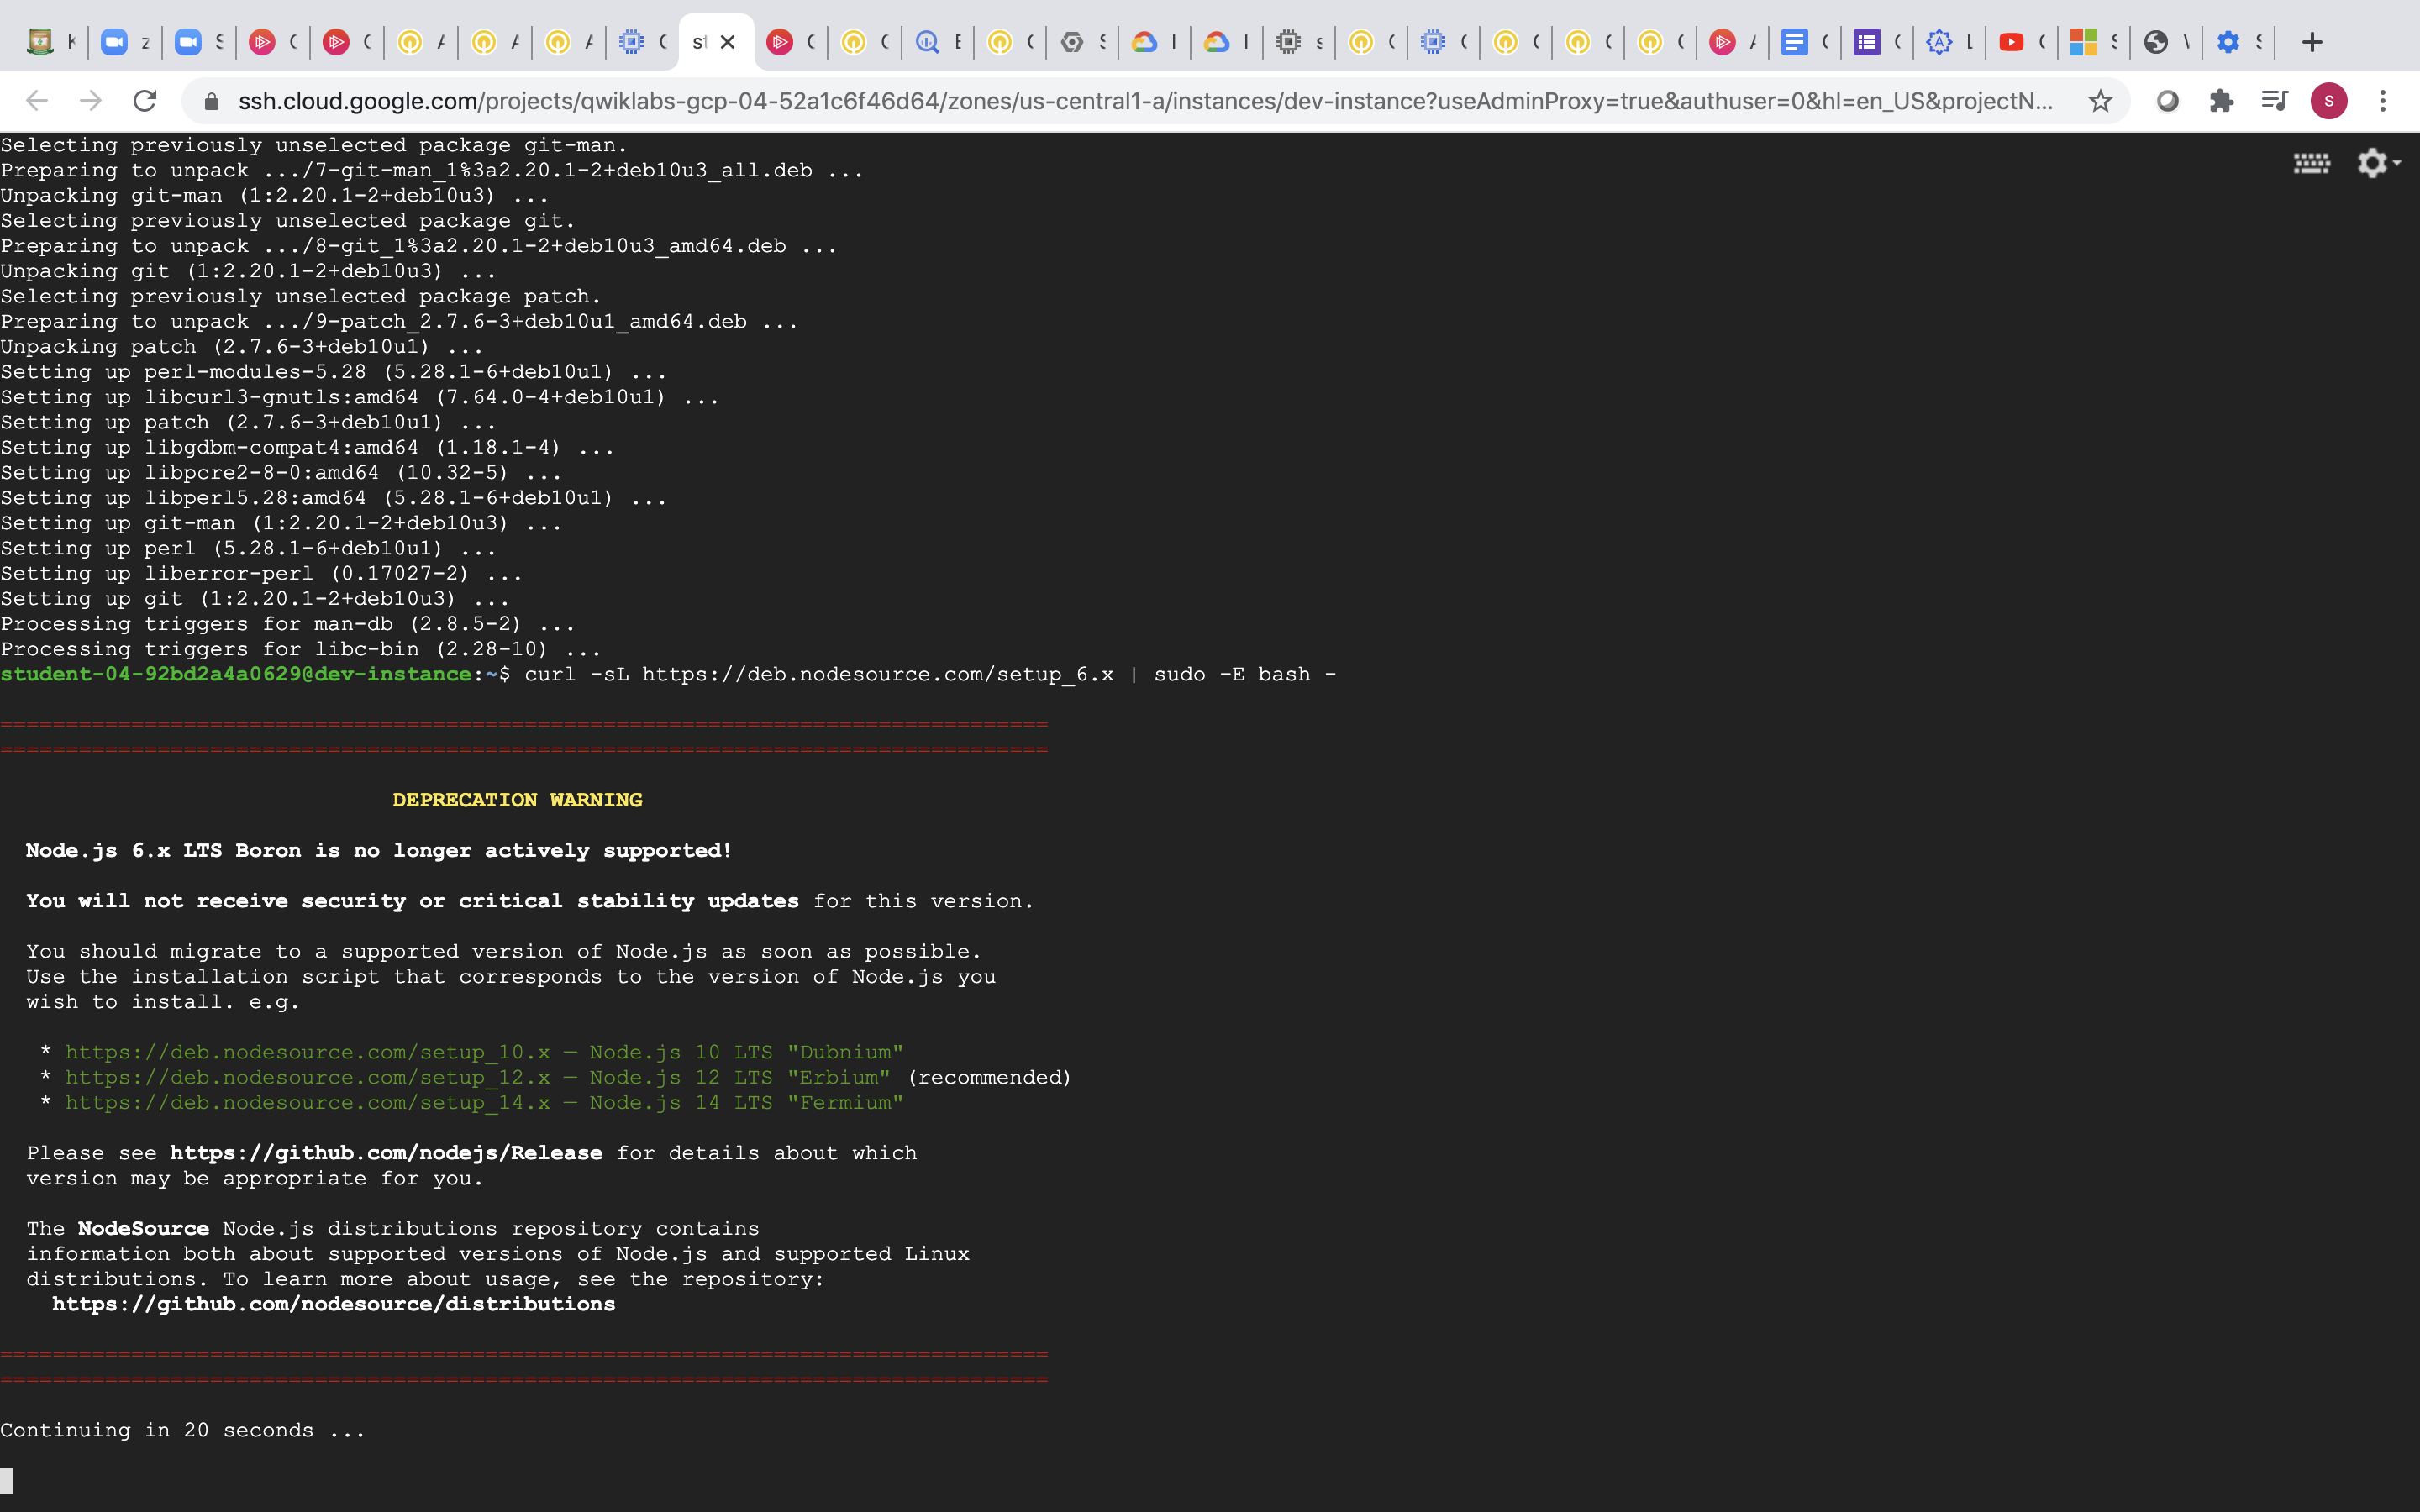 ssh.cloud.google.com/projects/qwiklabs-gcp-04-52a1c6f46d64/zones/us-central1-a/instances/dev-instance?useAdminProxy=true&authuser=0&hl=en_US&projectN...
Selecting previously unselected package git-man.
Preparing to unpack .../7-git-man_1%3a2.20.1-2+deb10u3_all.deb ...
Unpacking git-man (1:2.20.1-2+deb10u3) ...
Selecting previously unselected package git.
Preparing to unpack .../8-git_1%3a2.20.1-2+deb10u3_amd64.deb ...
Unpacking git (1:2.20.1-2+deb10u3) ...
Selecting previously unselected package patch.
Preparing to unpack .../9-patch_2.7.6-3+deb10u1_amd64.deb ...
Unpacking patch (2.7.6-3+deb10u1) ...
Setting up perl-modules-5.28 (5.28.1-6+deb10u1) ...
Setting up libcurl3-gnutls:amd64 (7.64.0-4+deb10u1) ...
Setting up patch (2.7.6-3+deb10u1) ...
Setting up libgdbm-compat4:amd64 (1.18.1-4) ...
Setting up libpcre2-8-0:amd64 (10.32-5) ...
Setting up libperl5.28:amd64 (5.28.1-6+deb10u1) ...
Setting up git-man (1:2.20.1-2+deb10u3) ...
Setting up perl (5.28.1-6+deb10u1) ...
Setting up liberror-perl (0.17027-2) ...
Setting up git (1:2.20.1-2+deb10u3) ...
Processing triggers for man-db (2.8.5-2) ...
Processing triggers for libc-bin (2.28-10) ...
student-04-92bd2a4a0629@dev-instance:~$ curl -sL https://deb.nodesource.com/setup_6.x | sudo -E bash -
================================================================================
================================================================================
DEPRECATION WARNING
Node.js 6.x LTS Boron is no longer actively supported!
You will not receive security or critical stability updates for this version.
You should migrate to a supported version of Node.js as soon as possible.
Use the installation script that corresponds to the version of Node.js you
wish to install. e.g.
* https://deb.nodesource.com/setup_10.x — Node.js 10 LTS "Dubnium"
* https://deb.nodesource.com/setup_12.x — Node.js 12 LTS "Erbium" (recommended)
* https://deb.nodesource.com/setup_14.x — Node.js 14 LTS "Fermium"
Please see https://github.com/nodejs/Release for details about which
version may be appropriate for you.
The NodeSource Node.js distributions repository contains
information both about supported versions of Node.js and supported Linux
distributions. To learn more about usage, see the repository:
https://github.com/nodesource/distributions
================================================================================
================================================================================
Continuing in 20 seconds ...